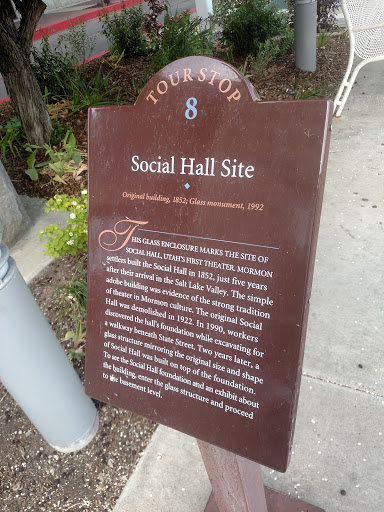 TOUR STOP
8
Social Hall Site
Original building, 1852; Glass monument, 1992
THIS GLASS ENCLOSURE MARKS THE SITE OF
SOCIAL HALL, UTAH'S FIRST THEATER. MORMON
settlers built the Social Hall in 1852, just five years
after their arrival in the Salt Lake Valley. The simple
adobe building was evidence of the strong tradition
of theater in Mormon culture. The original Social
Hall was demolished in 1922. In 1990, workers
discovered the hall's foundation while excavating for
a walkway beneath State Street. Two years later, a
glass structure mirroring the original size and shape
of Social Hall was built on top of the foundation.
To see the Social Hall foundation and an exhibit about
the building, enter the glass structure and proceed
to the basement level.